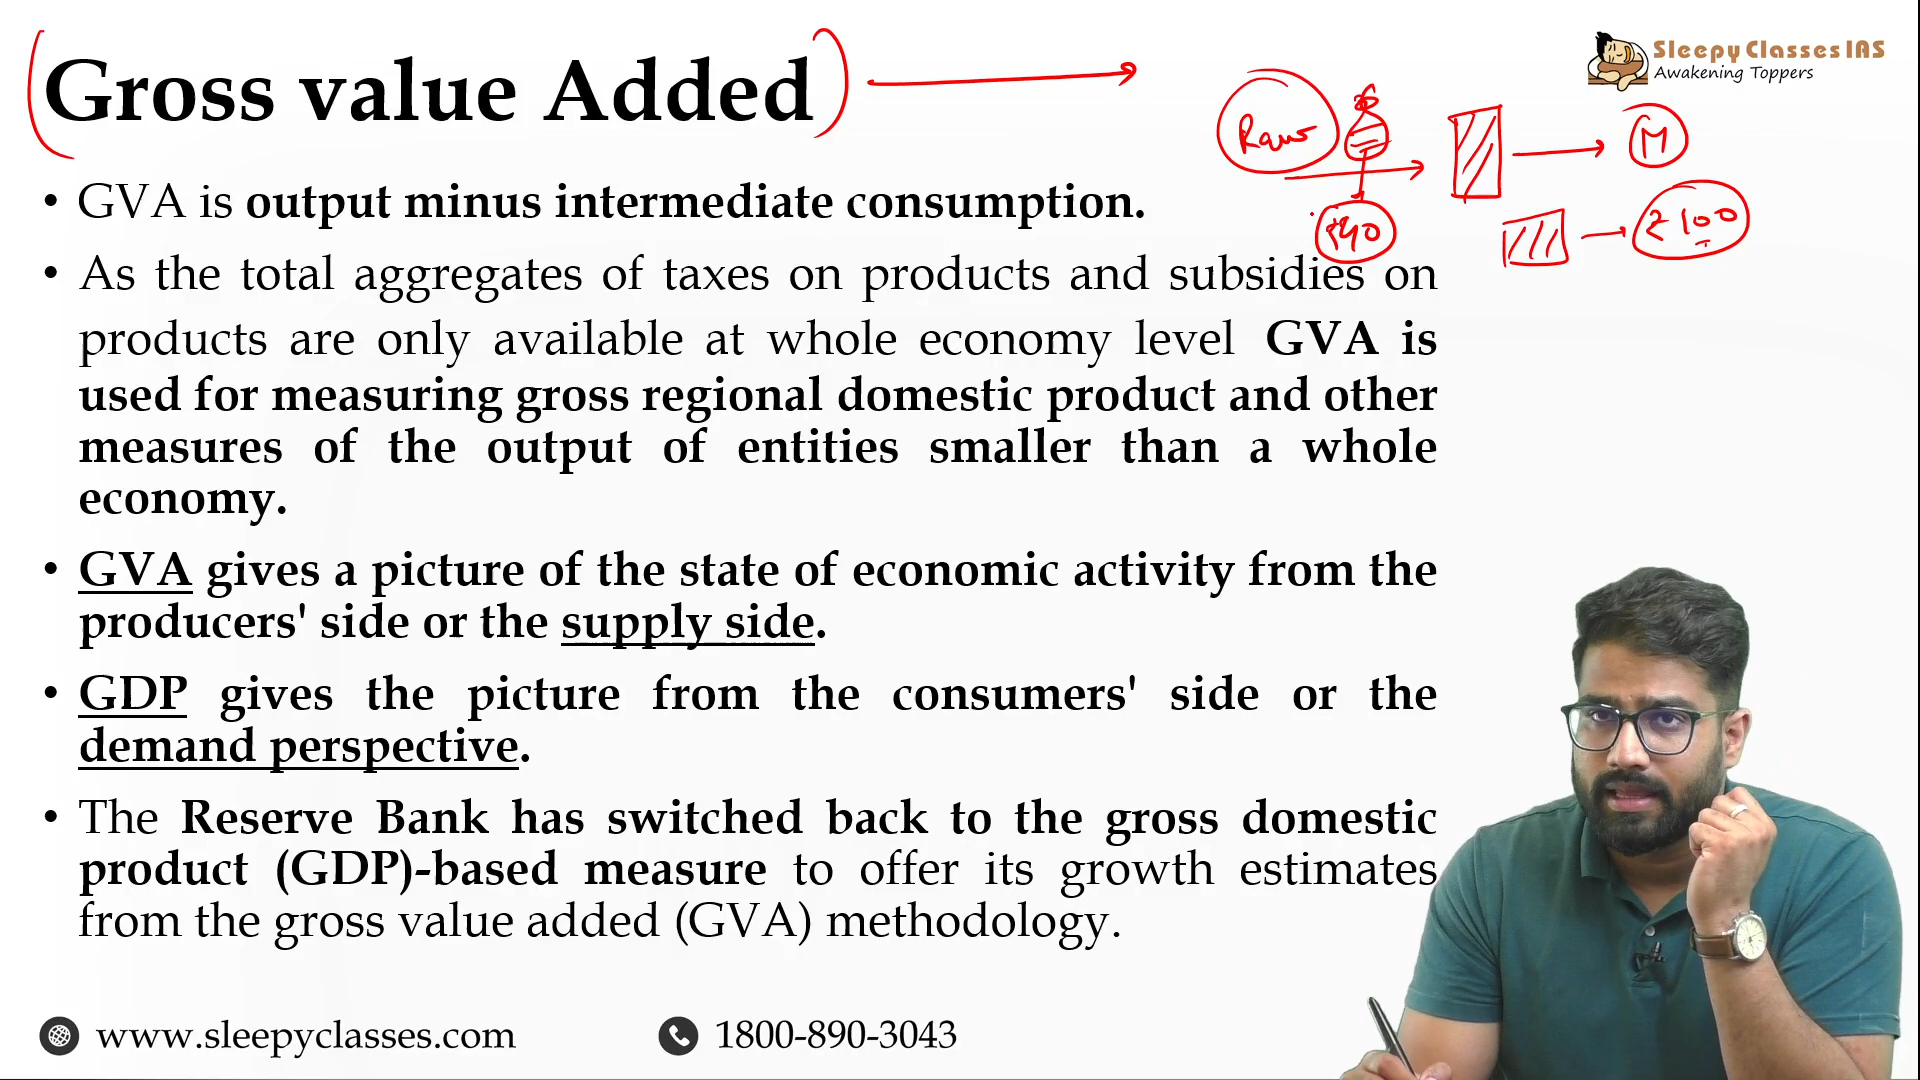 Gross value Added
Sleepy Classes IAS
Awakening Toppers
Raw
M
₹40
₹100
• GVA is output minus intermediate consumption.
• As the total aggregates of taxes on products and subsidies on
products are only available at whole economy level GVA is
used for measuring gross regional domestic product and other
measures of the output of entities smaller than a whole
economy.
• GVA gives a picture of the state of economic activity from the
producers' side or the supply side.
• GDP gives the picture from the consumers' side or the
demand perspective.
• The Reserve Bank has switched back to the gross domestic
product (GDP)-based measure to offer its growth estimates
from the gross value added (GVA) methodology.
www.sleepyclasses.com
1800-890-3043